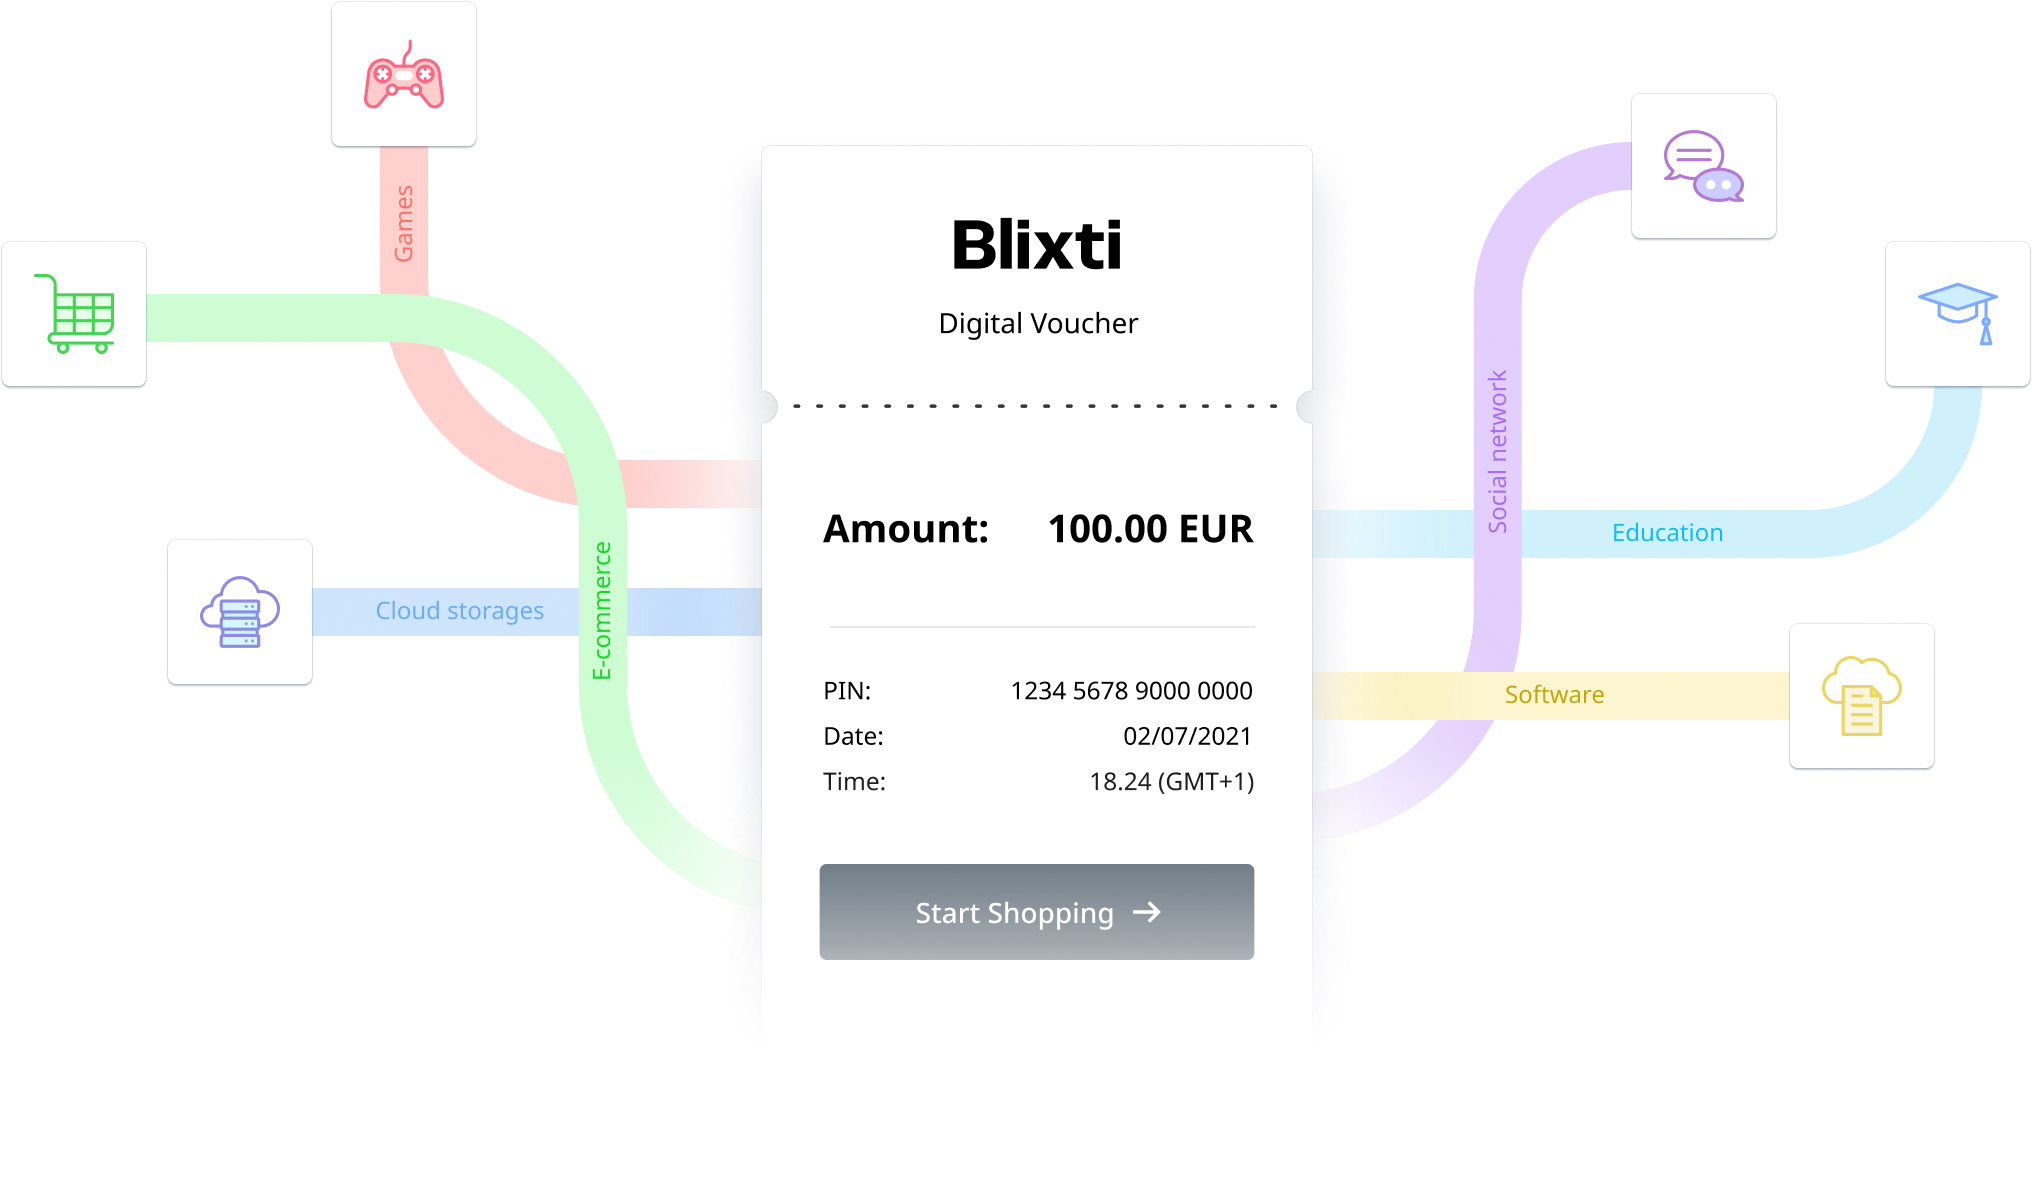 Games
E-commerce
Cloud storages
Blixti
Digital Voucher
Amount: 100.00 EUR
PIN: 1234 5678 9000 0000
Date: 02/07/2021
Time: 18.24 (GMT+1)
Start Shopping →
Social network
Education
Software